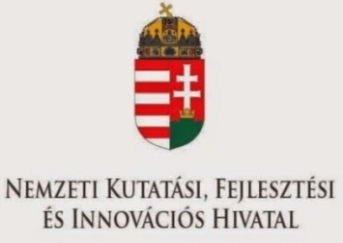 NEMZETI KUTATÁSI, FEJLESZTÉSI
ÉS INNOVÁCIÓS HIVATAL